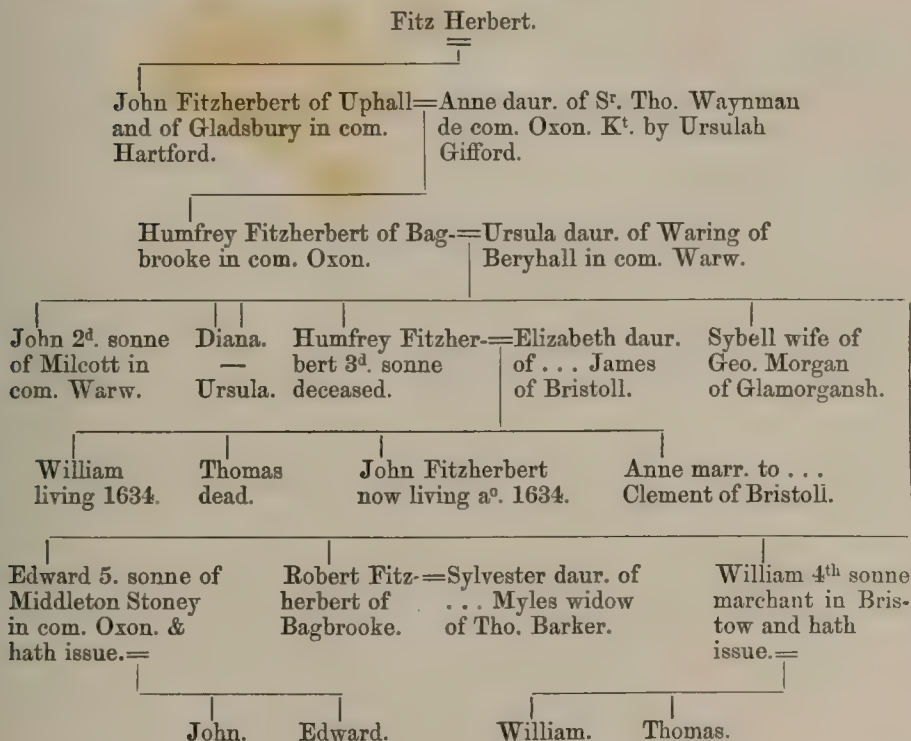 Fitz Herbert.
John Fitzherbert of Uphall=Anne daur. of Sr. Tho. Waynman
and of Gladsbury in com. de com. Oxon. Kt. by Ursulah
Hartford. Gifford.
Humfrey Fitzherbert of Bag-=Ursula daur. of Waring of
brooke in com. Oxon. Beryhall in com. Warw.
John 2d. sonne Diana. Humfrey Fitzher-=Elizabeth daur. Sybell wife of
of Milcott in — bert 3d. sonne of ... James Geo. Morgan
com. Warw. Ursula. deceased. of Bristoll. of Glamorgansh.
William Thomas John Fitzherbert Anne marr. to ...
living 1634. dead. now living ao. 1634. Clement of Bristoll.
Edward 5. sonne of Robert Fitz-=Sylvester daur. of William 4th sonne
Middleton Stoney herbert of ... Myles widow marchant in Bris-
in com. Oxon. & Bagbrooke. of Tho. Barker. tow and hath
hath issue.= issue.=
John. Edward. William. Thomas.